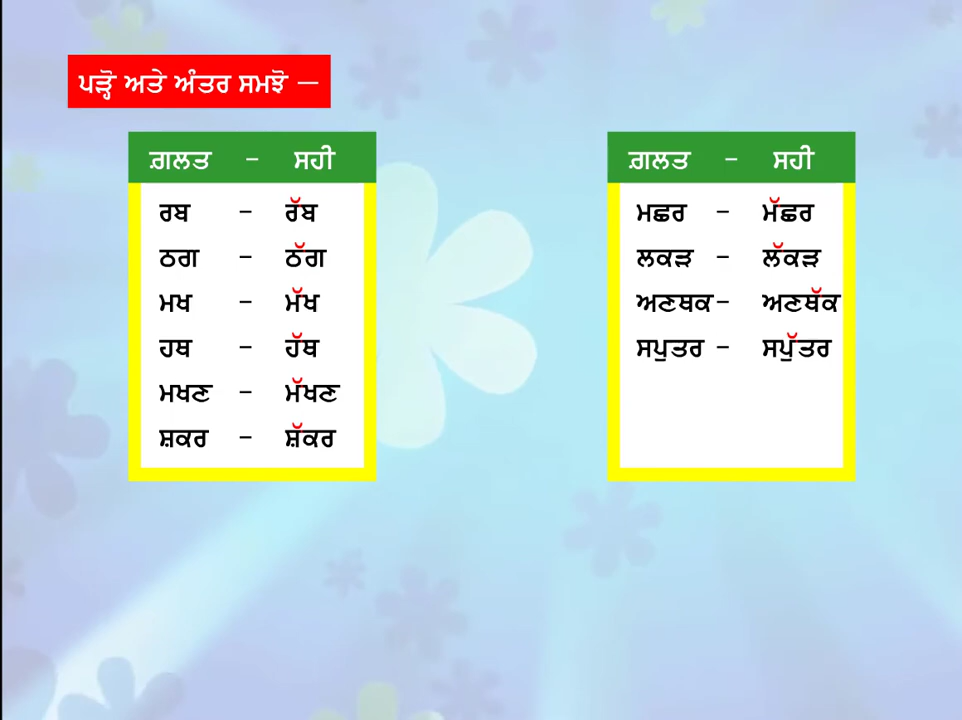 ਪੜ੍ਹੋ ਅਤੇ ਅੰਤਰ ਸਮਝੋ —
ਗ਼ਲਤ - ਸਹੀ
ਰਬ - ਰੱਬ
ਠਗ - ਠੱਗ
ਮਖ - ਮੱਖ
ਹਥ - ਹੱਥ
ਮਖਣ - ਮੱਖਣ
ਸ਼ਕਰ - ਸ਼ੱਕਰ
ਗ਼ਲਤ - ਸਹੀ
ਮਛਰ - ਮੱਛਰ
ਲਕੜ - ਲੱਕੜ
ਅਣਥਕ - ਅਣਥੱਕ
ਸਪੁਤਰ - ਸਪੁੱਤਰ